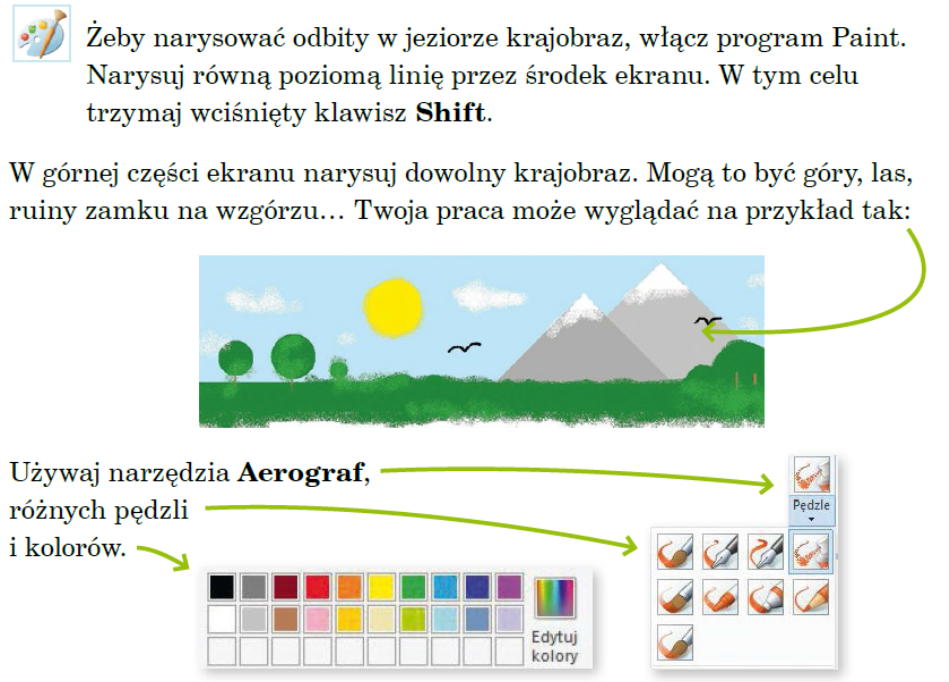 Żeby narysować odbity w jeziorze krajobraz, włącz program Paint.
Narysuj równą poziomą linię przez środek ekranu. W tym celu
trzymaj wciśnięty klawisz Shift.
W górnej części ekranu narysuj dowolny krajobraz. Mogą to być góry, las,
ruiny zamku na wzgórzu... Twoja praca może wyglądać na przykład tak:
Używaj narzędzia Aerograf,
różnych pędzli
i kolorów.
Pędzle
Edytuj
kolory